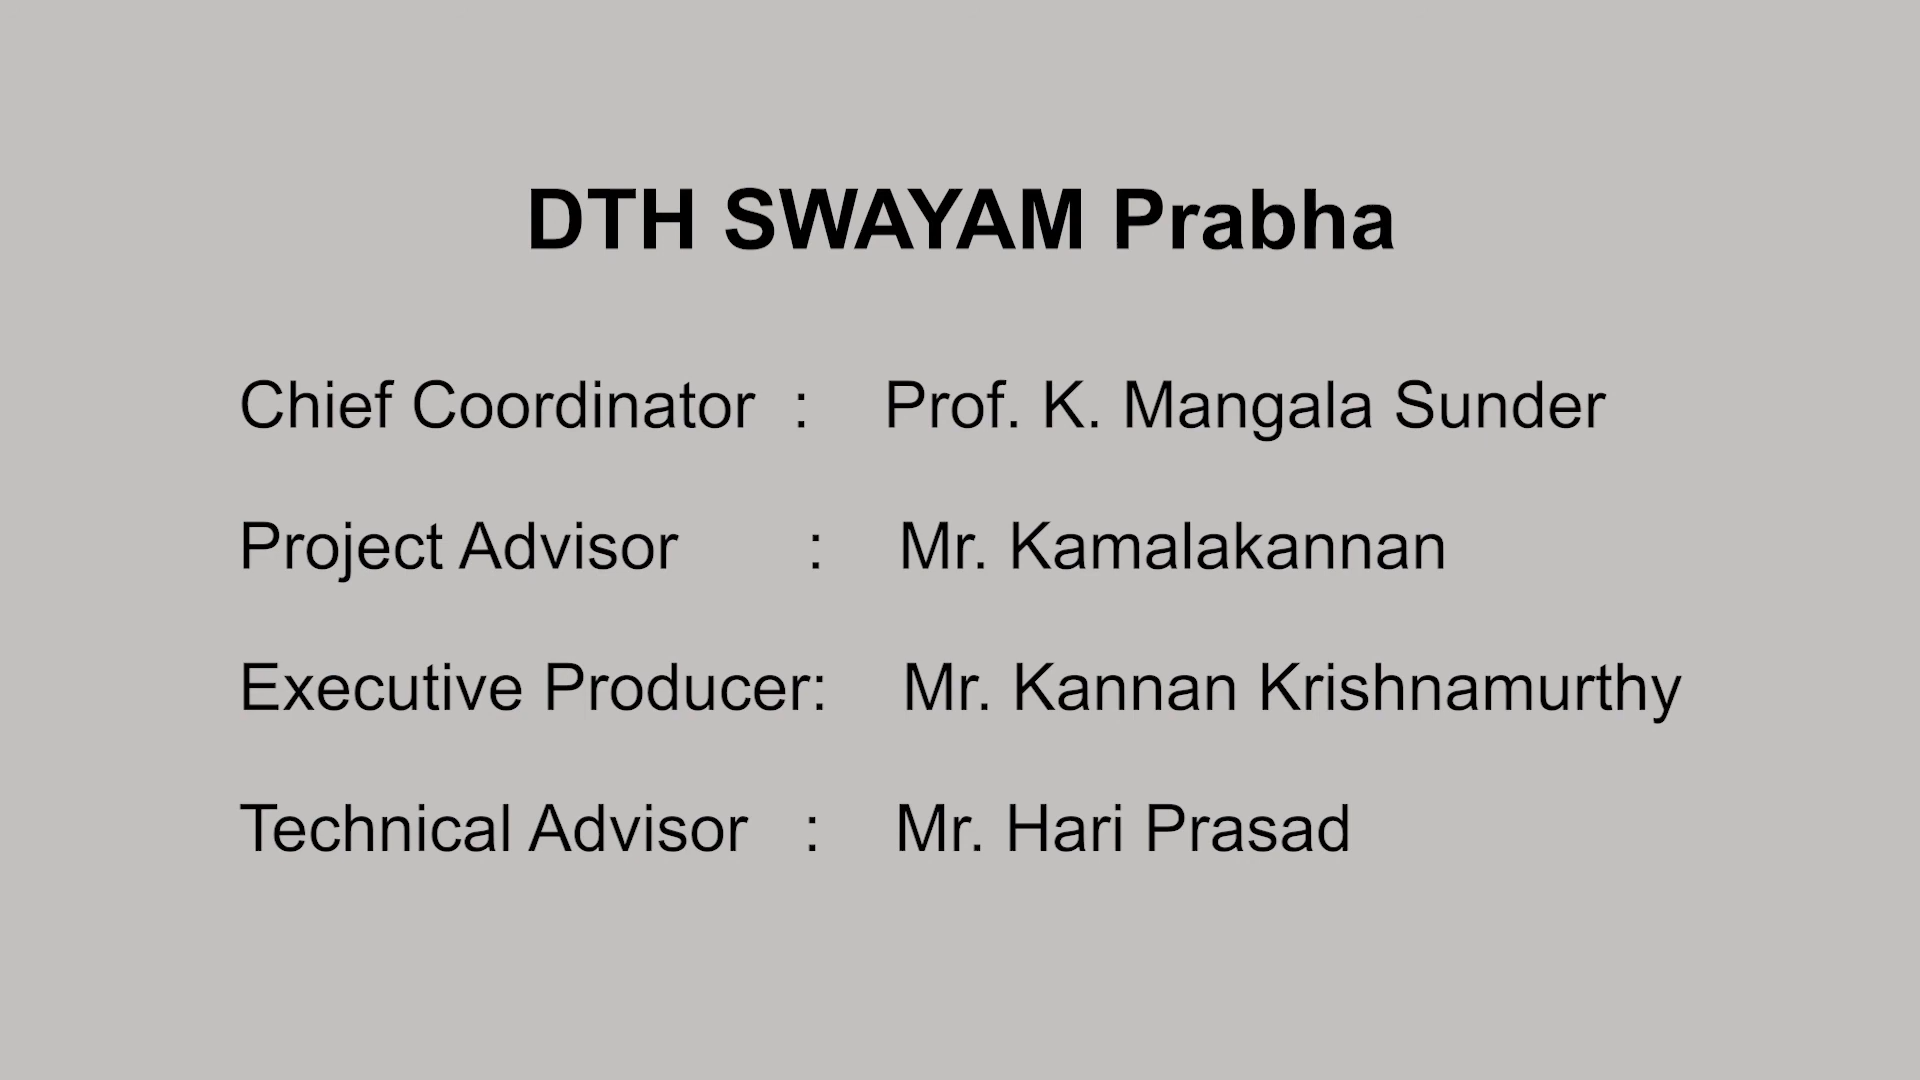 DTH SWAYAM Prabha
Chief Coordinator : Prof. K. Mangala Sunder
Project Advisor : Mr. Kamalakannan
Executive Producer: Mr. Kannan Krishnamurthy
Technical Advisor : Mr. Hari Prasad